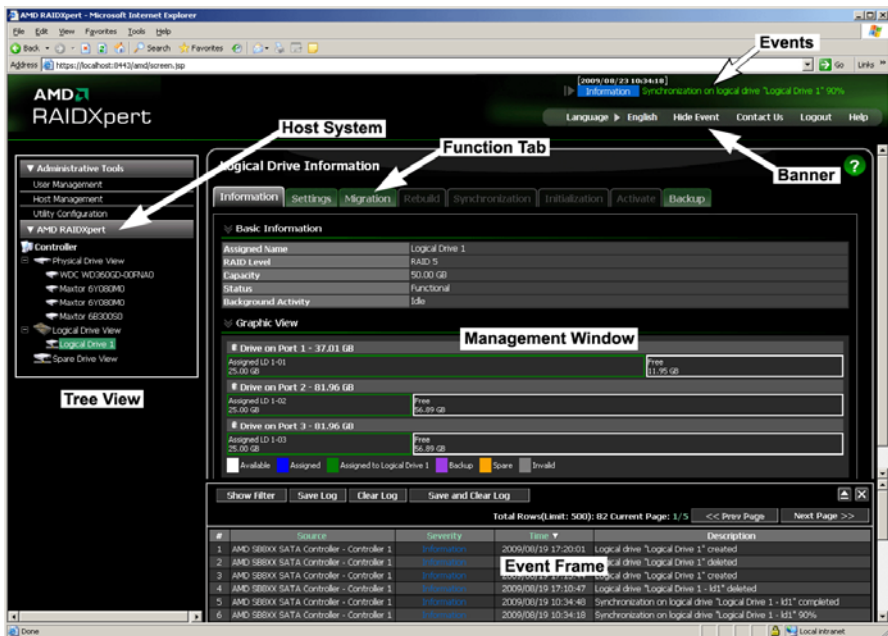 AMD RAIDXpert - Microsoft Internet Explorer
File Edit View Favorites Tools Help
Back Search Favorites
Address https://localhost:8443/amd/screen.jsp Go Links »
Events
[2009/08/23 10:34:18]
Information Synchronization on logical drive "Logical Drive 1" 90%
AMD
RAIDXpert
Language English Hide Event Contact Us Logout Help
Host System
Function Tab
Banner
Administrative Tools
User Management
Host Management
Utility Configuration
AMD RAIDXpert
Controller
Physical Drive View
WDC WD360GD-00FNA0
Maxtor 6Y080M0
Maxtor 6Y080M0
Maxtor 6B300S0
Logical Drive View
Logical Drive 1
Spare Drive View
Tree View
Logical Drive Information
?
Information Settings Migration Rebuild Synchronization Initialization Activate Backup
Basic Information
Assigned Name Logical Drive 1
RAID Level RAID 5
Capacity 50.00 GB
Status Functional
Background Activity Idle
Graphic View
Management Window
Drive on Port 1 - 37.01 GB
Assigned LD 1-01 Free
25.00 GB 11.95 GB
Drive on Port 2 - 81.96 GB
Assigned LD 1-02 Free
25.00 GB 56.89 GB
Drive on Port 3 - 81.96 GB
Assigned LD 1-03 Free
25.00 GB 56.89 GB
Available Assigned Assigned to Logical Drive 1 Backup Spare Invalid
Show Filter Save Log Clear Log Save and Clear Log
Total Rows(Limit: 500): 82 Current Page: 1/5 << Prev Page Next Page >>
# Source Severity Time Description
1 AMD SB8XX SATA Controller - Controller 1 Information 2009/08/19 17:20:01 Logical drive "Logical Drive 1" created
2 AMD SB8XX SATA Controller - Controller 1 Information Logical drive "Logical Drive 1" deleted
Event Frame
3 AMD SB8XX SATA Controller - Controller 1 Information Logical drive "Logical Drive 1" created
4 AMD SB8XX SATA Controller - Controller 1 Information 2009/08/19 17:10:47 Logical drive "Logical Drive 1 - ld1" deleted
5 AMD SB8XX SATA Controller - Controller 1 Information 2009/08/19 10:34:48 Synchronization on logical drive "Logical Drive 1 - ld1" completed
6 AMD SB8XX SATA Controller - Controller 1 Information 2009/08/19 10:34:18 Synchronization on logical drive "Logical Drive 1 - ld1" 90%
Done Local intranet